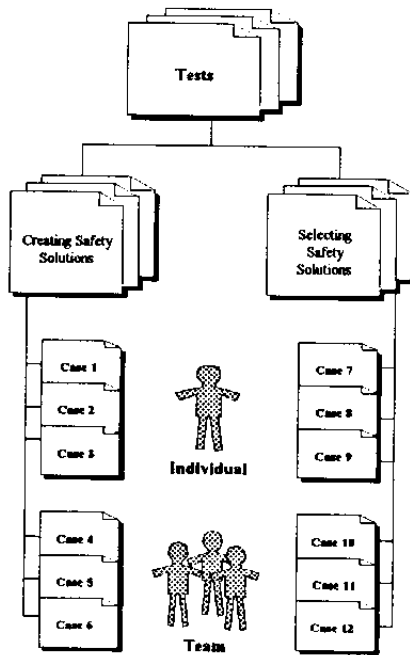 Tests
Creating Safety
Solutions
Selecting
Safety
Solutions
Case 1
Case 2
Case 3
Individual
Case 7
Case 8
Case 9
Case 4
Case 5
Case 6
Team
Case 10
Case 11
Case 12